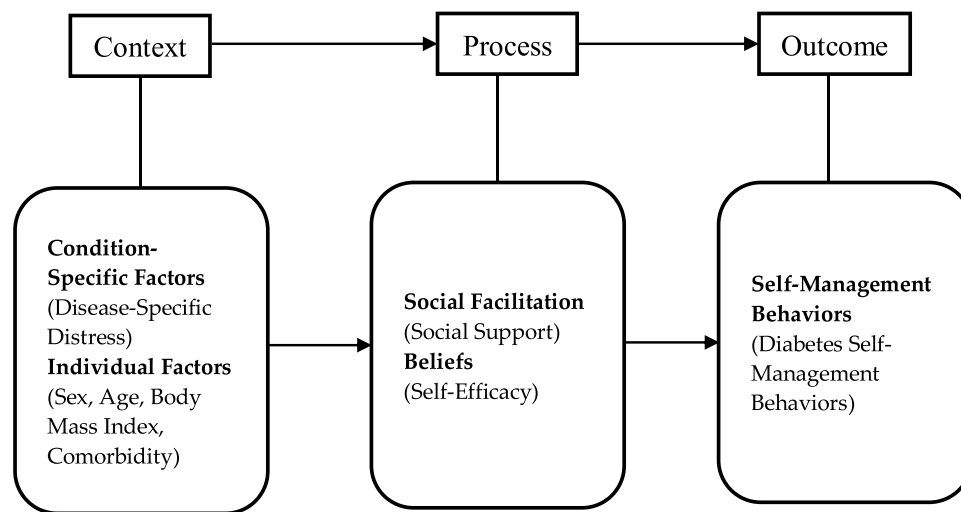 Context
Process
Outcome
Condition-
Specific Factors
(Disease-Specific
Distress)
Individual Factors
(Sex, Age, Body
Mass Index,
Comorbidity)
Social Facilitation
(Social Support)
Beliefs
(Self-Efficacy)
Self-Management
Behaviors
(Diabetes Self-
Management
Behaviors)